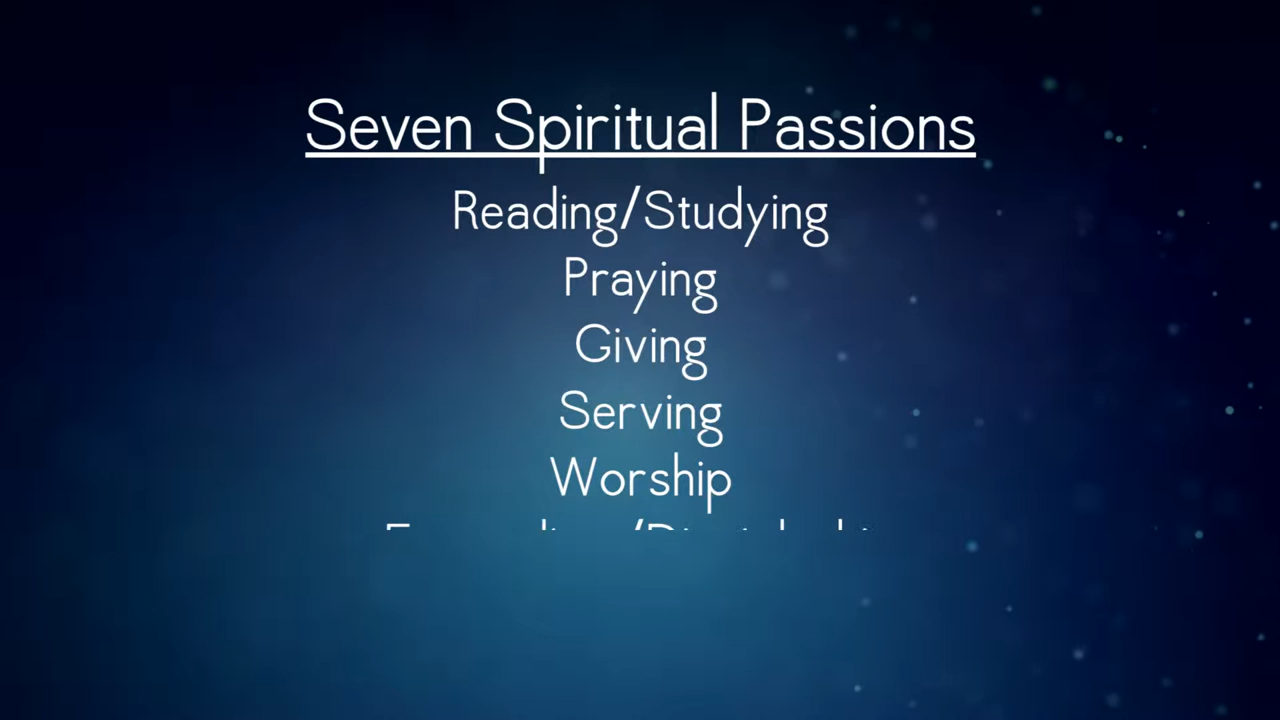 Seven Spiritual Passions
Reading/Studying
Praying
Giving
Serving
Worship